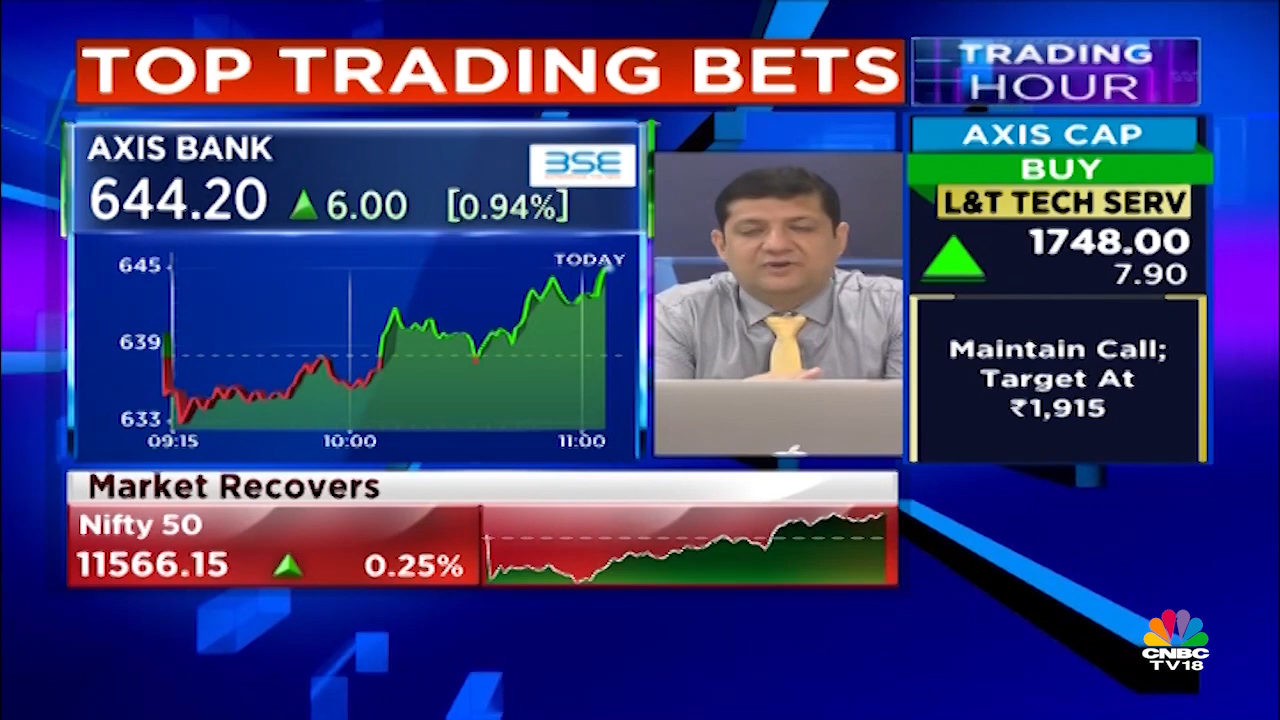 TOP TRADING BETS
TRADING
HOUR
AXIS BANK
BSE
644.20 ▲ 6.00 [0.94%]
TODAY
645
639
633
09:15 10:00 11:00
AXIS CAP
BUY
L&T TECH SERV
1748.00
7.90
Maintain Call;
Target At
₹1,915
Market Recovers
Nifty 50
11566.15 ▲ 0.25%
CNBC
TV18